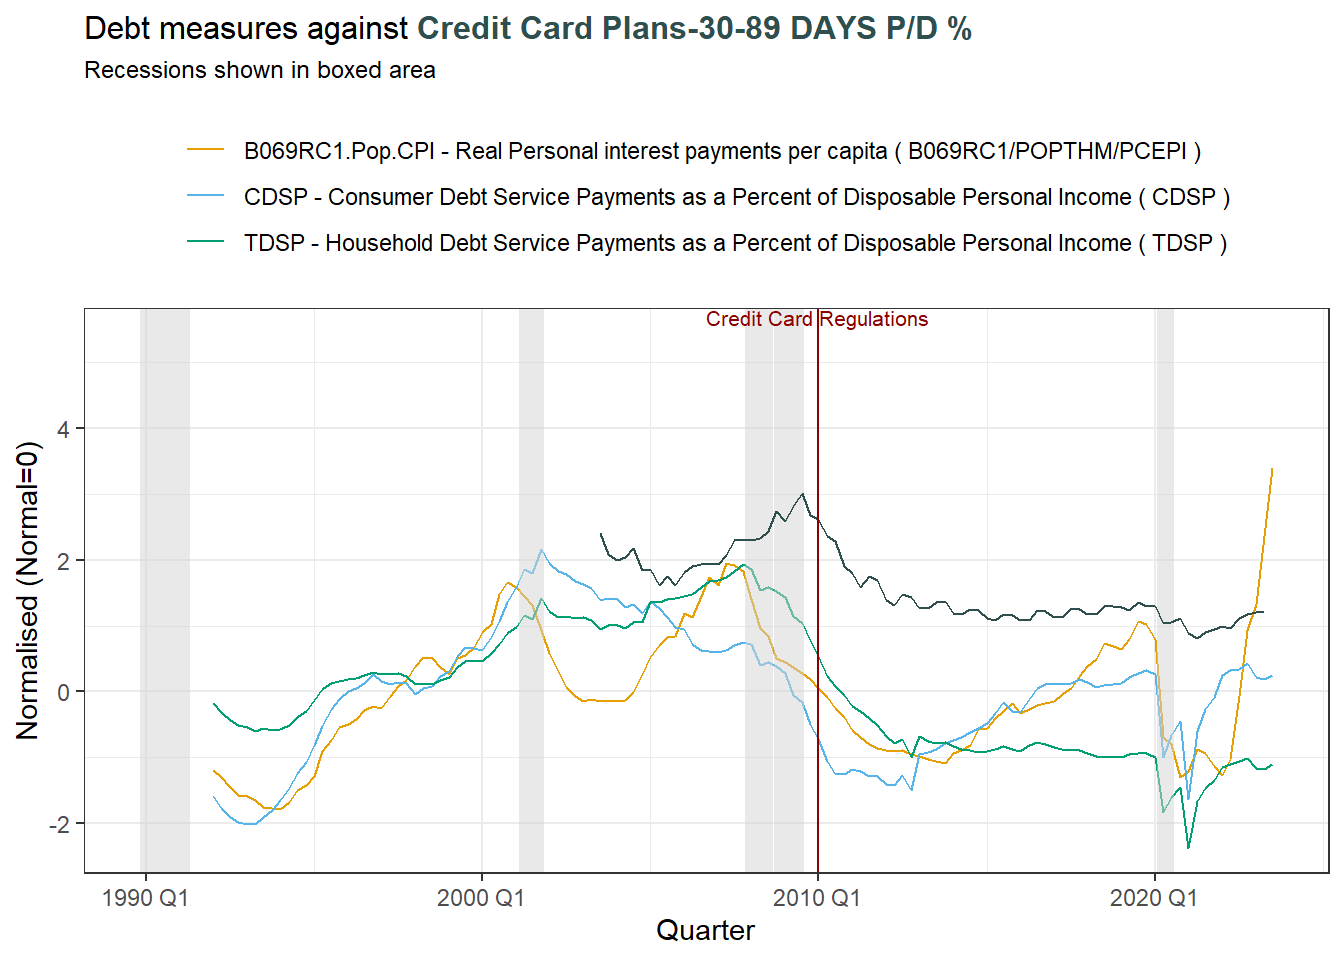 Debt measures against Credit Card Plans-30-89 DAYS P/D %
Recessions shown in boxed area
B069RC1.Pop.CPI - Real Personal interest payments per capita ( B069RC1/POPTHM/PCEPI )
CDSP - Consumer Debt Service Payments as a Percent of Disposable Personal Income ( CDSP )
TDSP - Household Debt Service Payments as a Percent of Disposable Personal Income ( TDSP )
Credit Card Regulations
Normalised (Normal=0)
4
2
0
-2
1990 Q1
2000 Q1
2010 Q1
2020 Q1
Quarter